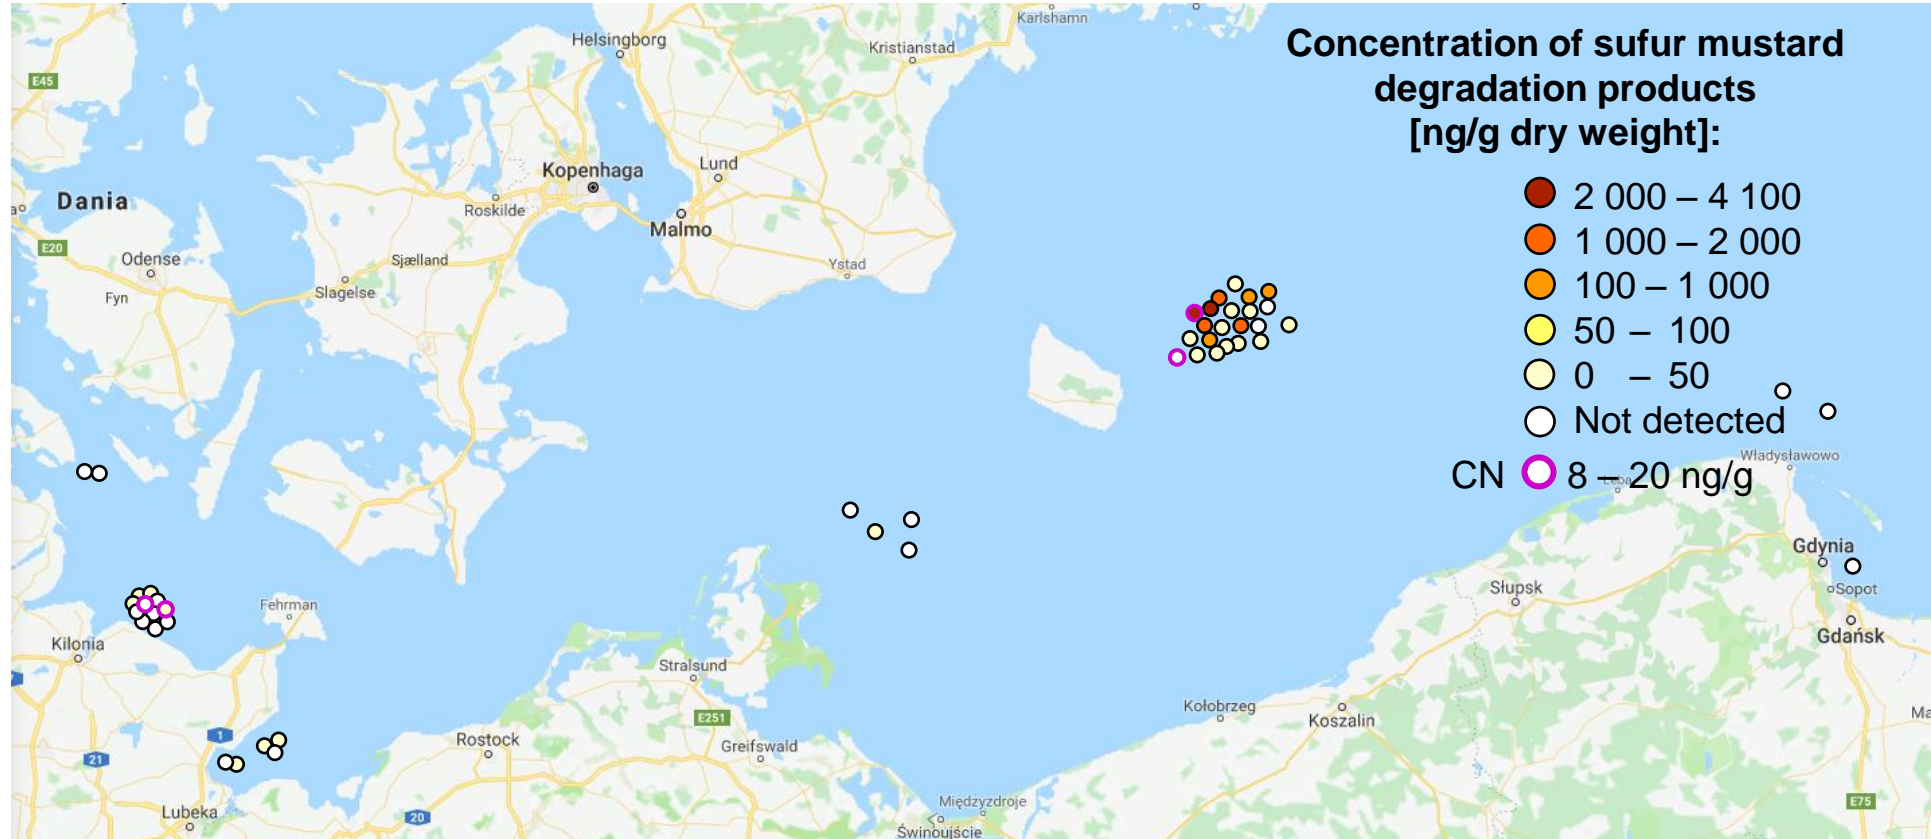 Karlshamn
Helsingborg
Kristianstad
Concentration of sufur mustard
degradation products
[ng/g dry weight]:
E45
Kopenhaga
Lund
Dania
Roskilde
Malmo
2 000 – 4 100
1 000 – 2 000
100 – 1 000
50 – 100
0 – 50
Not detected
CN 8 – 20 ng/g
E20
Odense
Sjælland
Ystad
Fyn
Slagelse
Władysławowo
Łeba
Gdynia
Sopot
Gdańsk
Słupsk
Fehrman
Kilonia
Stralsund
Kołobrzeg
Koszalin
E251
Greifswald
Rostock
1
21
Lubeka
20
Międzyzdroje
Świnoujście
E75
Ma